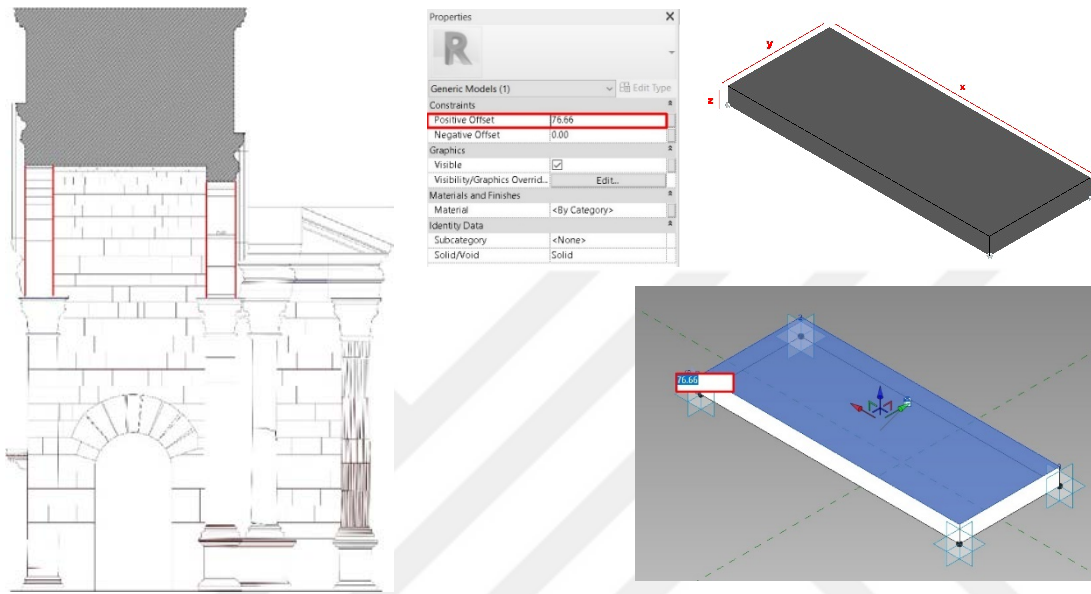 Properties
R
Generic Models (1)
Edit Type
Constraints
Positive Offset 76.66
Negative Offset 0.00
Graphics
Visible
Visibility/Graphics Overrid... Edit...
Materials and Finishes
Material <By Category>
Identity Data
Subcategory <None>
Solid/Void Solid
y
x
z
76.66